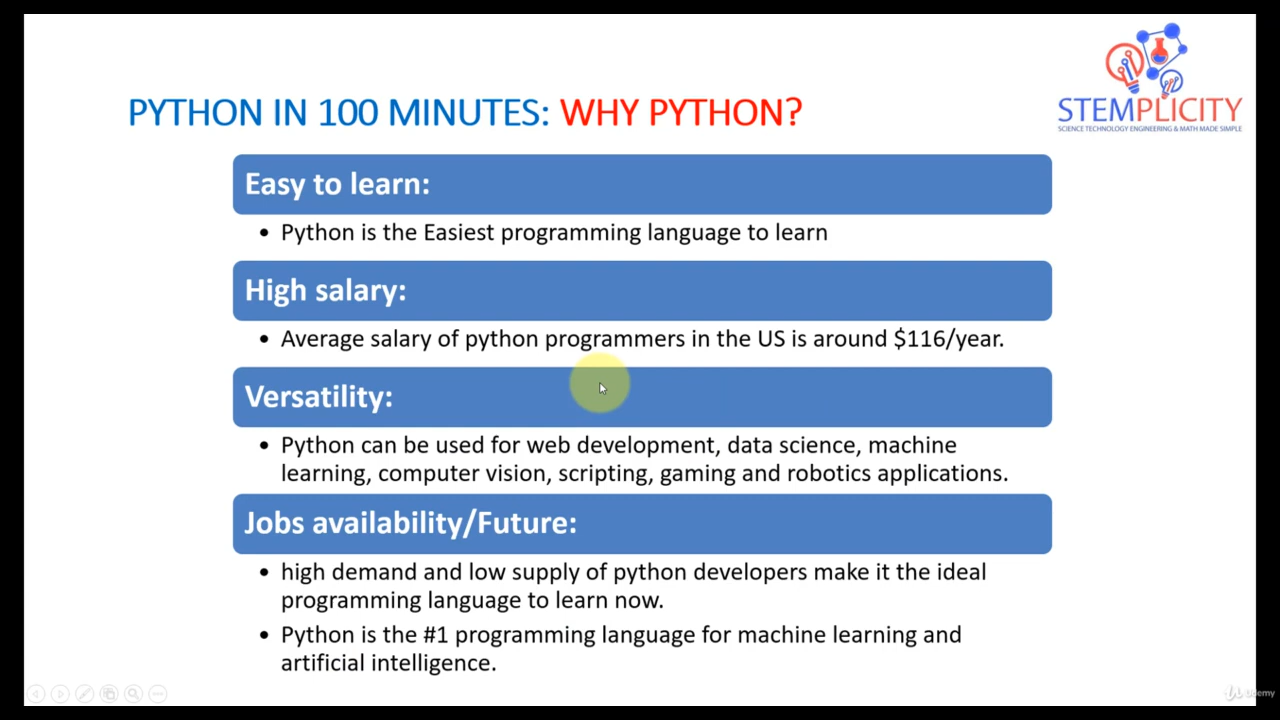 PYTHON IN 100 MINUTES: WHY PYTHON?
STEMPLICITY
SCIENCE TECHNOLOGY ENGINEERING & MATH MADE SIMPLE
Easy to learn:
• Python is the Easiest programming language to learn
High salary:
• Average salary of python programmers in the US is around $116/year.
Versatility:
• Python can be used for web development, data science, machine
learning, computer vision, scripting, gaming and robotics applications.
Jobs availability/Future:
• high demand and low supply of python developers make it the ideal
programming language to learn now.
• Python is the #1 programming language for machine learning and
artificial intelligence.
Udemy